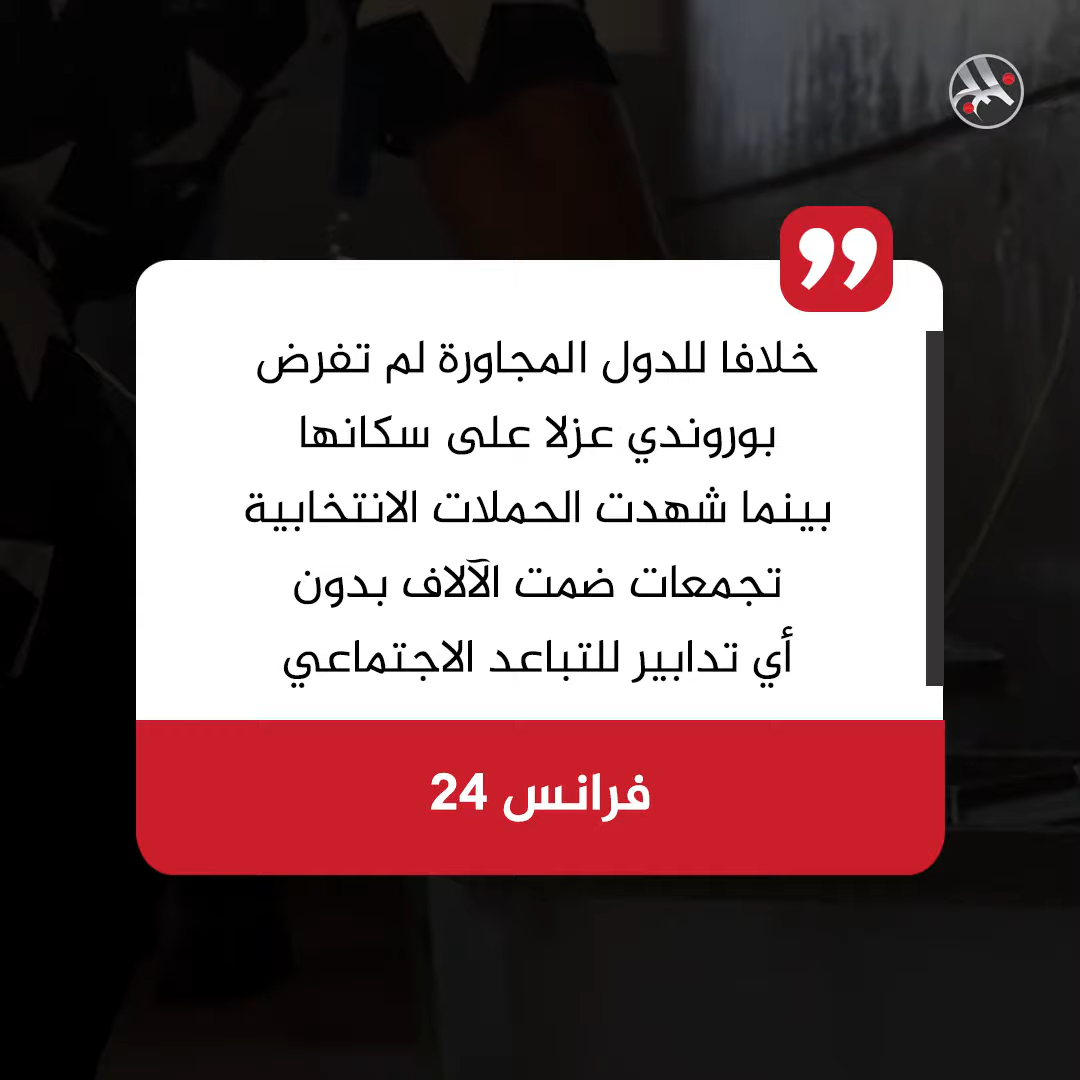 خلافا للدول المجاورة لم تفرض
بوروندي عزلا على سكانها
بينما شهدت الحملات الانتخابية
تجمعات ضمت الآلاف بدون
أي تدابير للتباعد الاجتماعي
فرانس 24